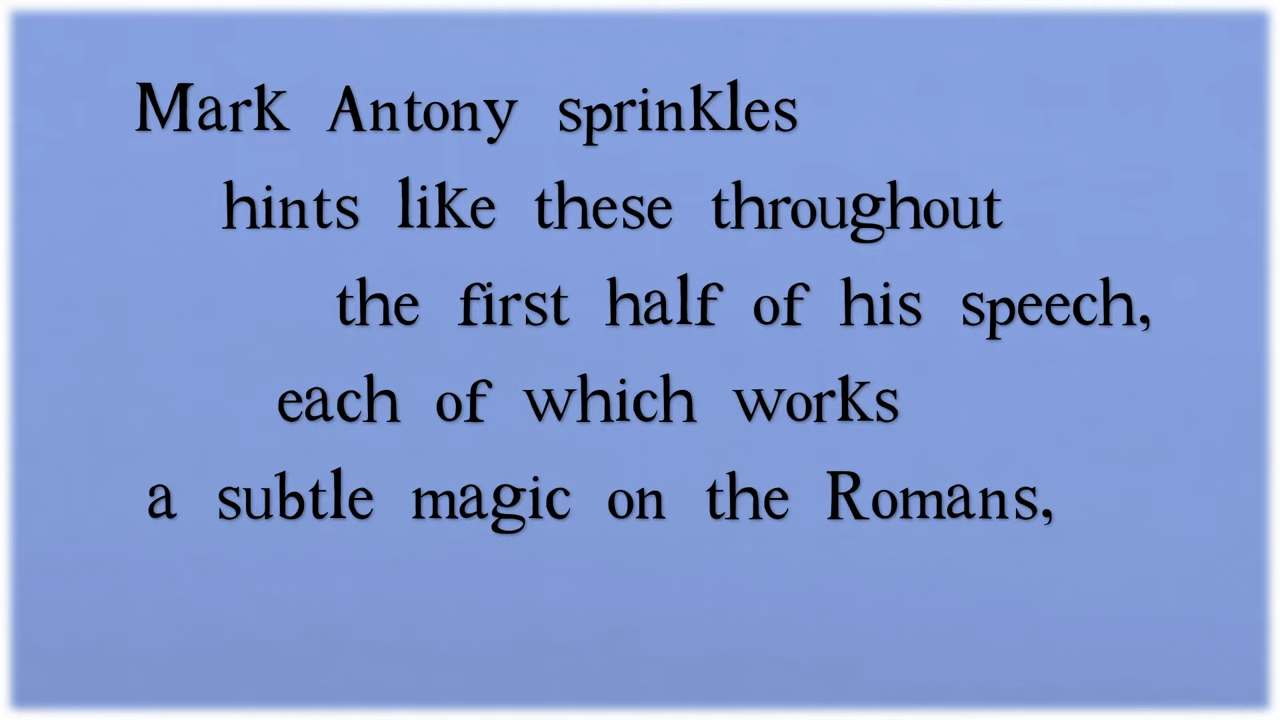 Mark Antony sprinkles
hints like these throughout
the first half of his speech,
each of which works
a subtle magic on the Romans,